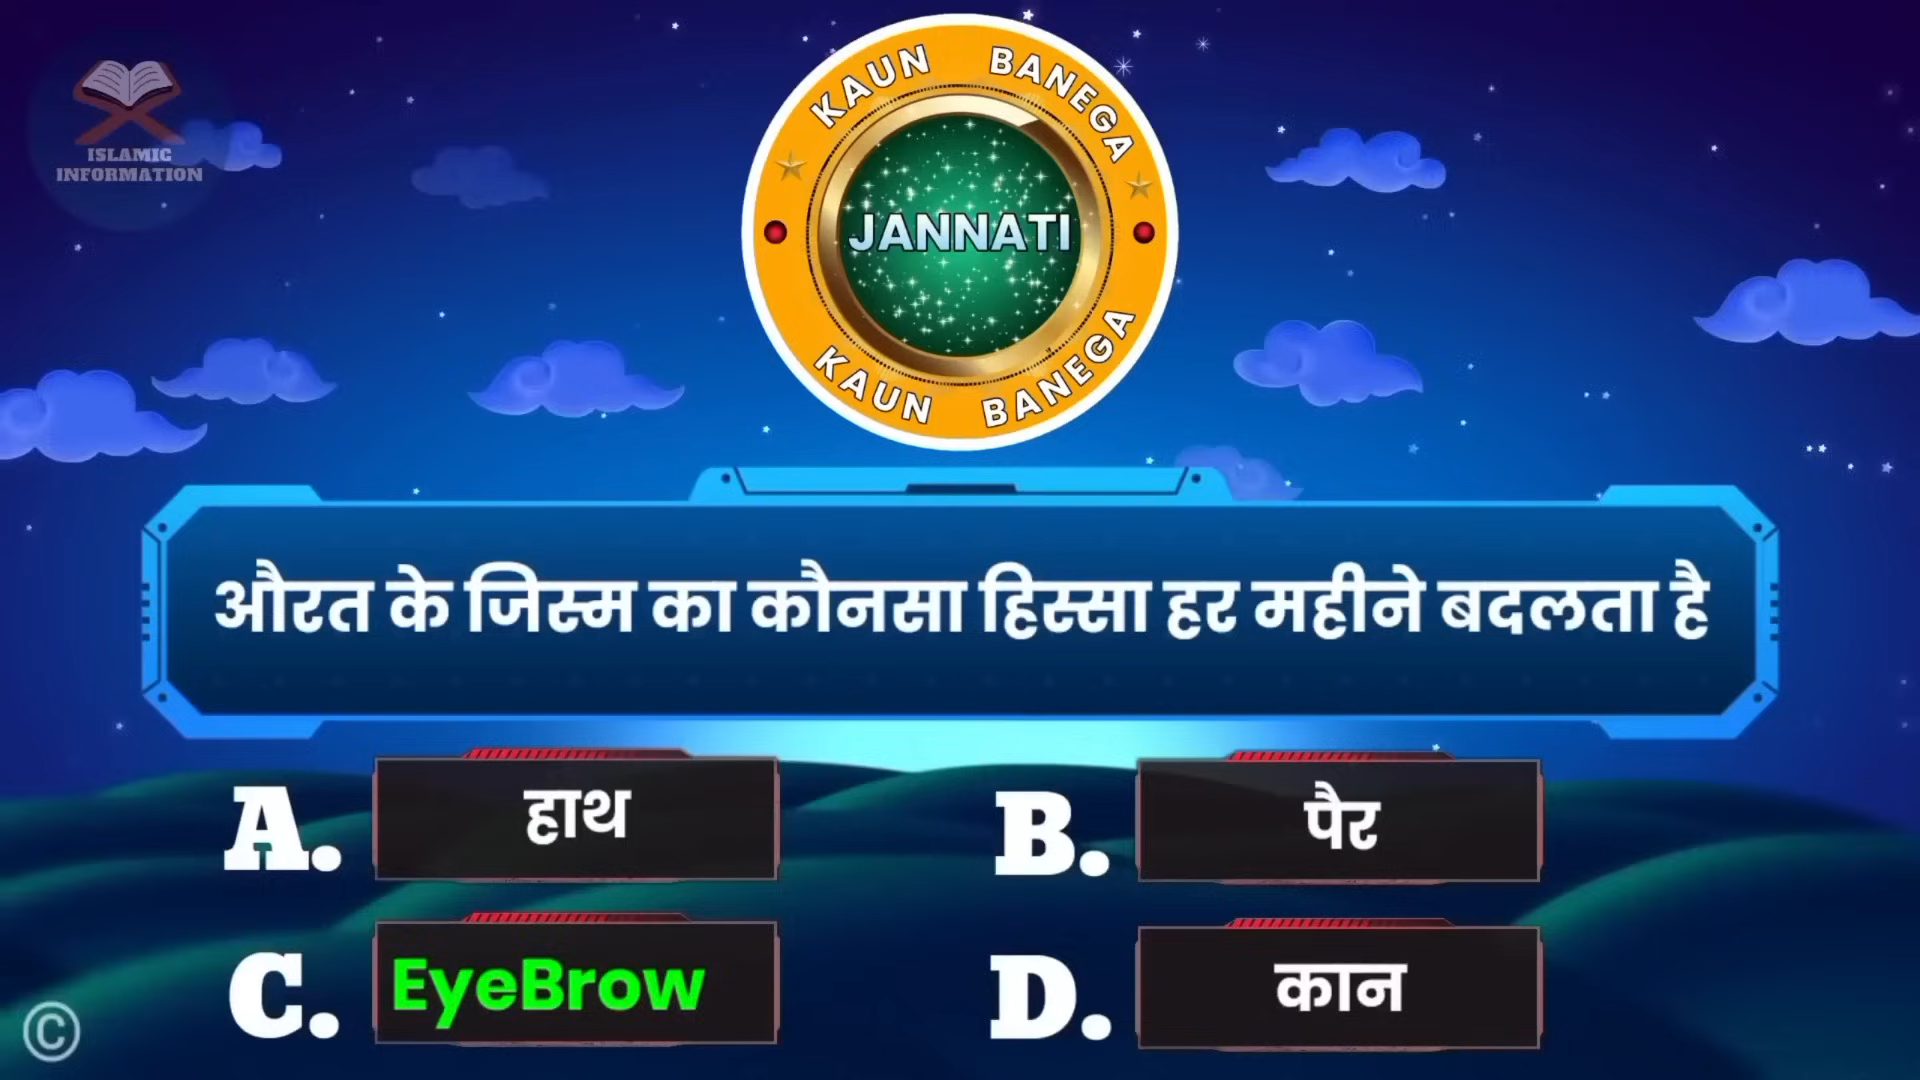 ISLAMIC
INFORMATION
KAUN BANEGA
JANNATI
KAUN BANEGA
औरत के जिस्म का कौनसा हिस्सा हर महीने बदलता है
A. हाथ
B. पैर
C. EyeBrow
D. कान
©